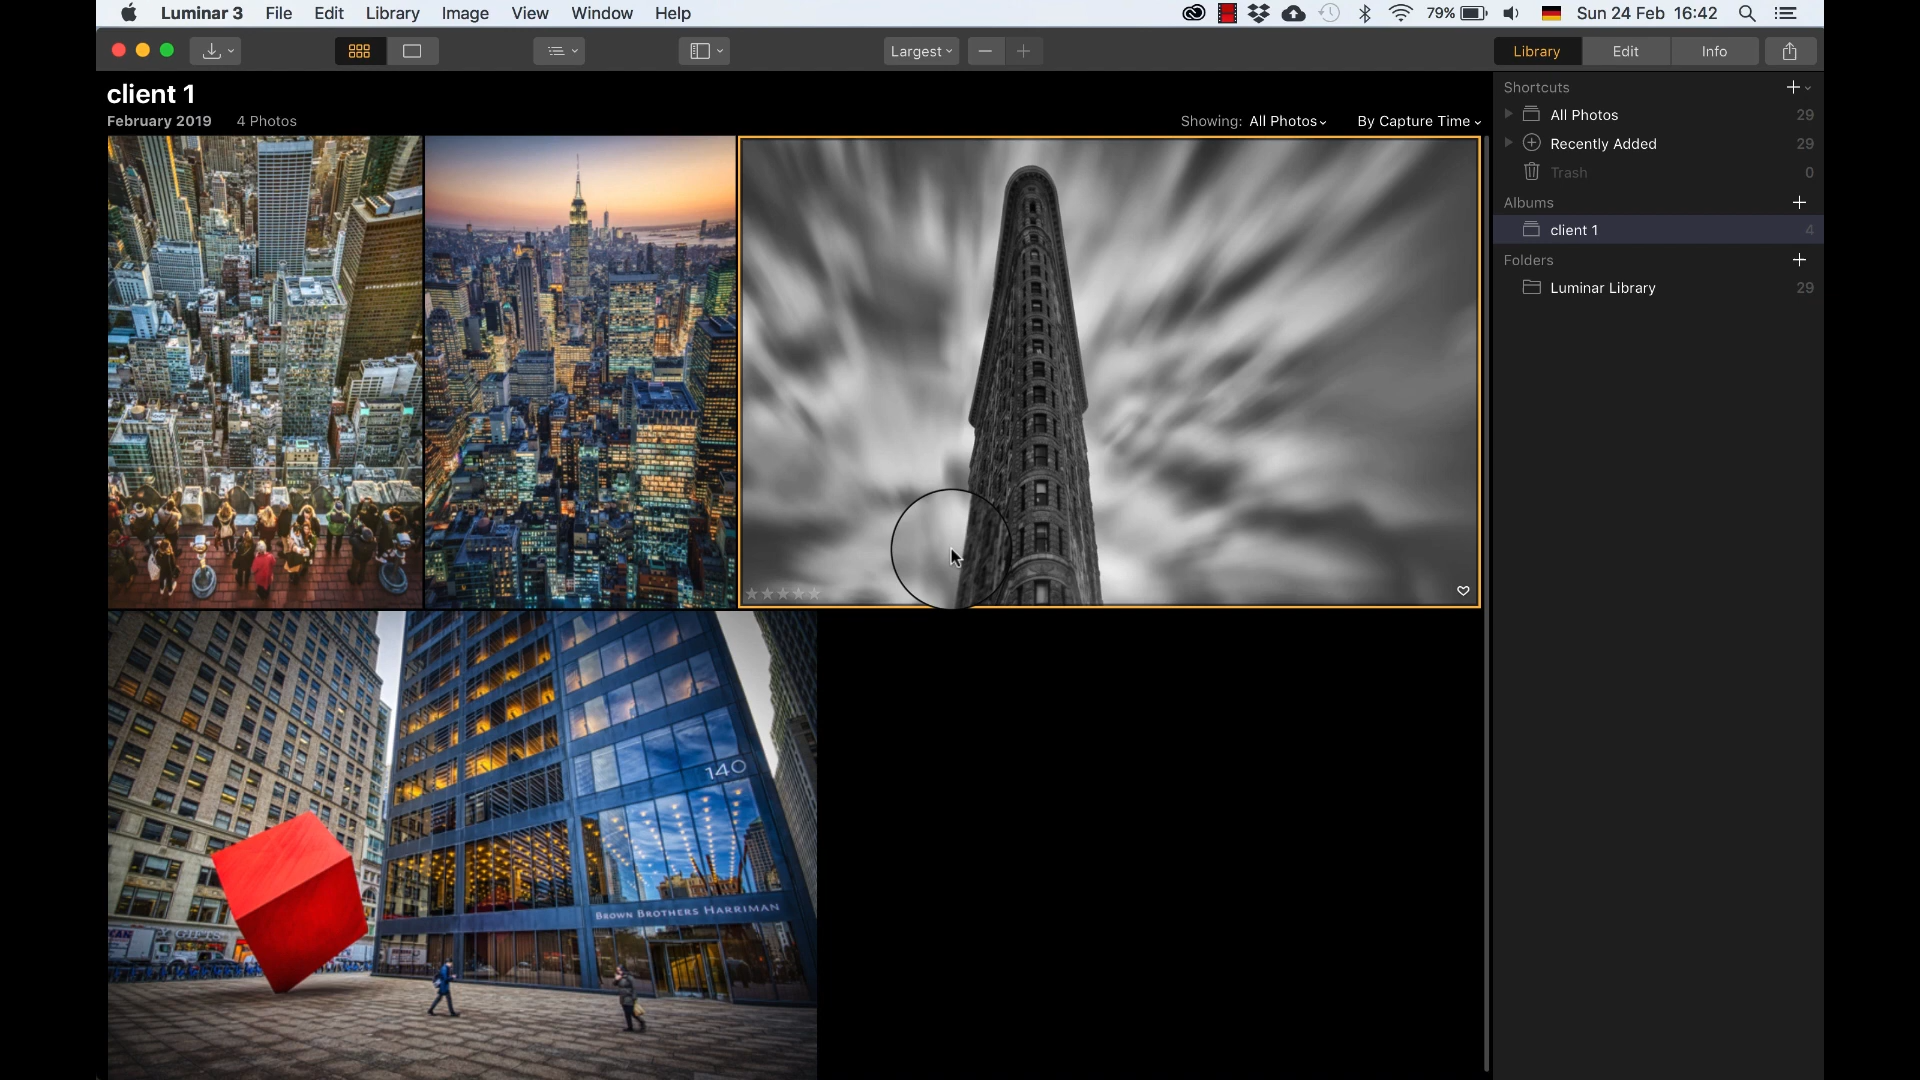 Luminar 3 File Edit Library Image View Window Help 79% Sun 24 Feb 16:42
Largest Library Edit Info
client 1
February 2019 4 Photos Showing: All Photos By Capture Time
Shortcuts
All Photos 29
Recently Added 29
Trash 0
Albums
client 1 4
Folders
Luminar Library 29
140
BROWN BROTHERS HARRIMAN
GIFTS